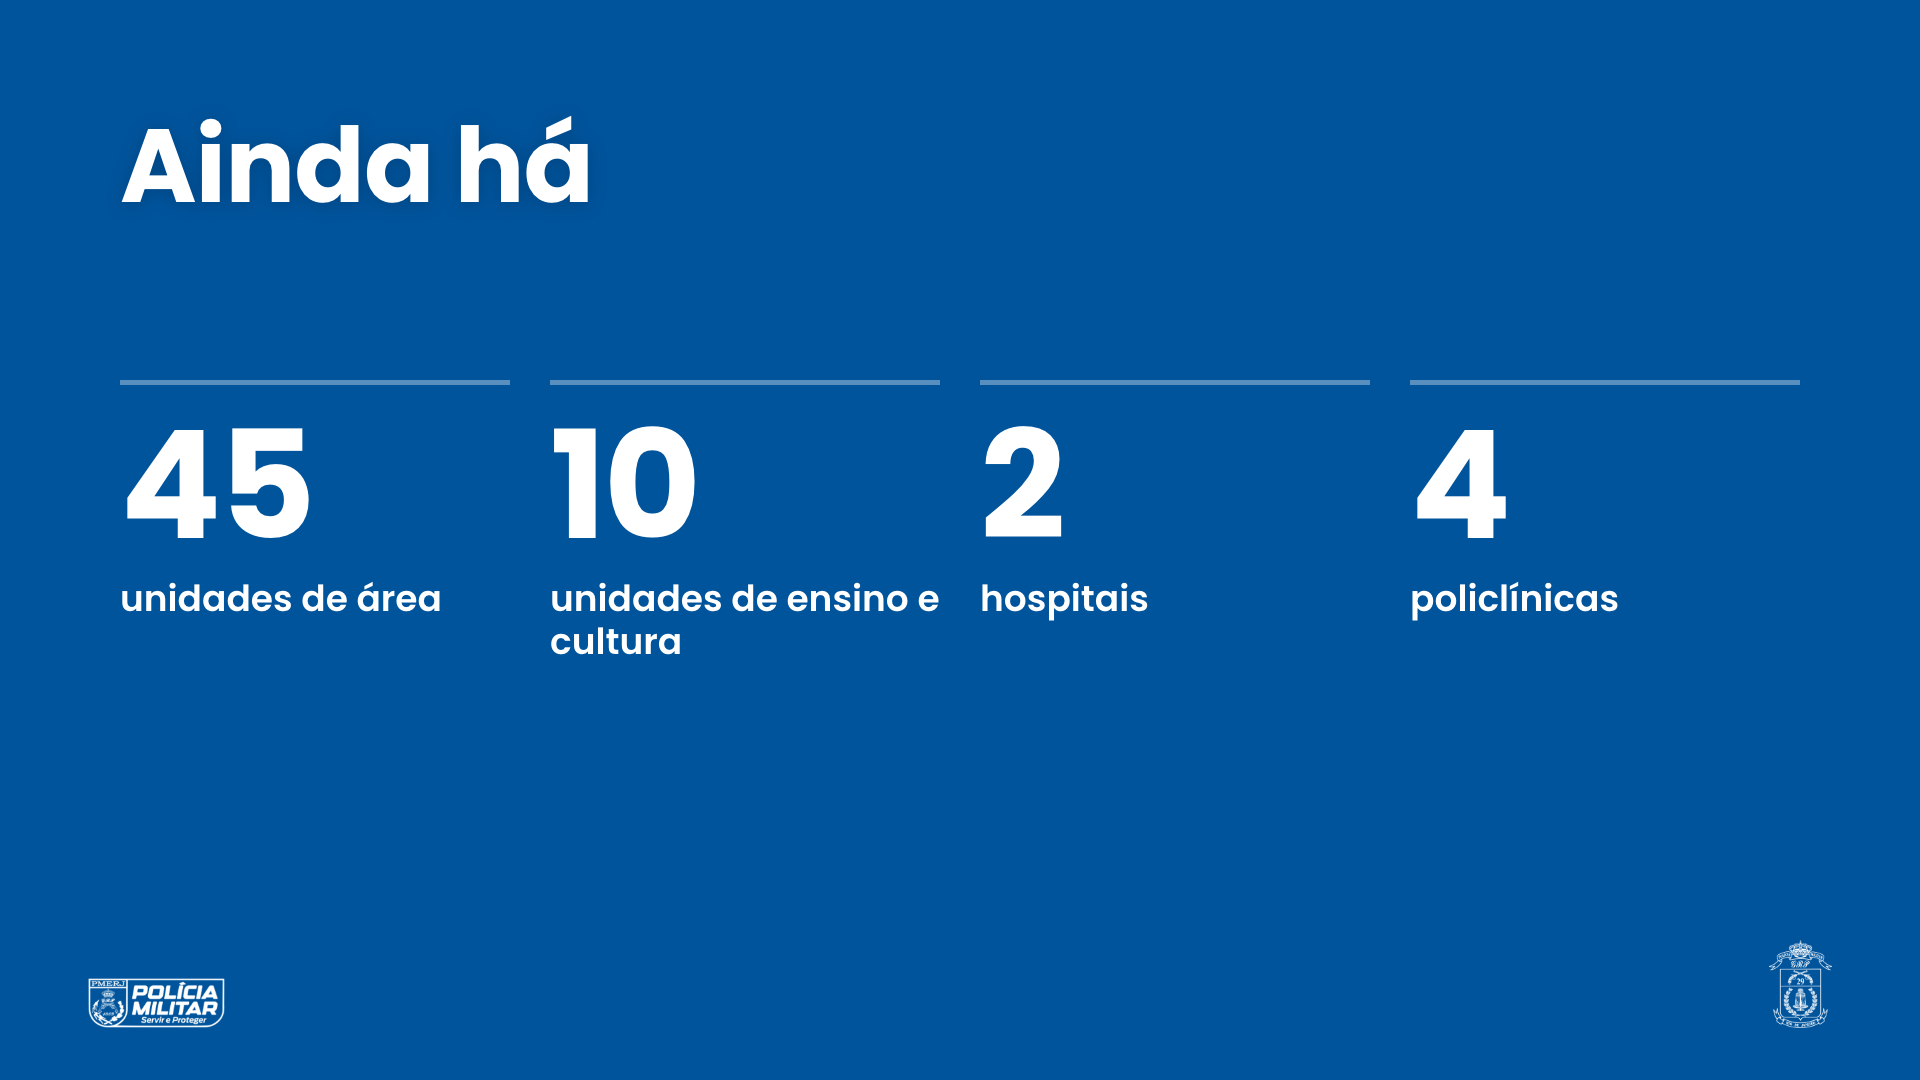 Ainda há
45
unidades de área
10
unidades de ensino e
cultura
2
hospitais
4
policlínicas
PMERJ
POLÍCIA
MILITAR
Servir e Proteger
29